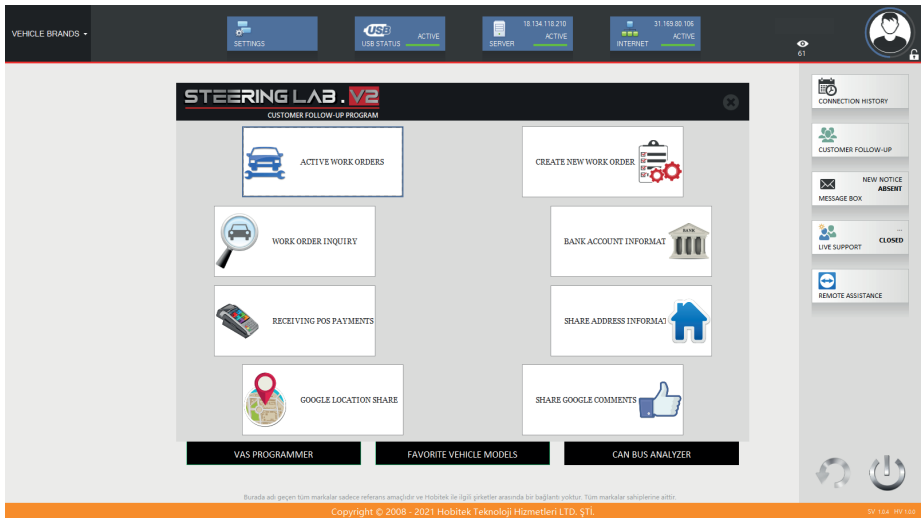 VEHICLE BRANDS
SETTINGS
USB
USB STATUS
ACTIVE
18 134 118.210
SERVER
ACTIVE
31 169.80.106
INTERNET
ACTIVE
61
STEERING LAB . V2
CUSTOMER FOLLOW-UP PROGRAM
ACTIVE WORK ORDERS
CREATE NEW WORK ORDER
WORK ORDER INQUIRY
BANK ACCOUNT INFORMAT
BANK
RECEIVING POS PAYMENTS
SHARE ADDRESS INFORMAT
GOOGLE LOCATION SHARE
SHARE GOOGLE COMMENTS
VAS PROGRAMMER
FAVORITE VEHICLE MODELS
CAN BUS ANALYZER
CONNECTION HISTORY
CUSTOMER FOLLOW-UP
NEW NOTICE
ABSENT
MESSAGE BOX
...
CLOSED
LIVE SUPPORT
REMOTE ASSISTANCE
Burada adı geçen tüm markalar sadece referans amaçlıdır ve Hobitek ile ilgili şirketler arasında bir bağlantı yoktur. Tüm markalar sahiplerine aittir.
Copyright © 2008 - 2021 Hobitek Teknoloji Hizmetleri LTD. ŞTİ.